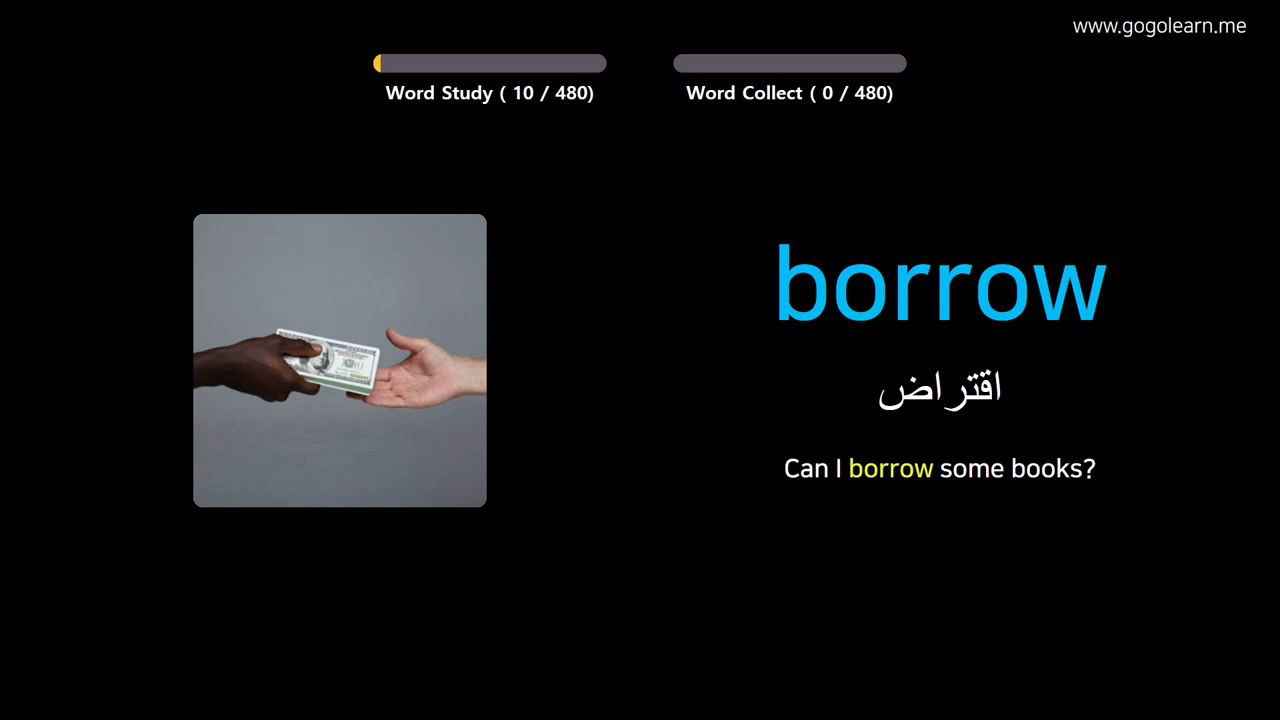 www.gogolearn.me
Word Study ( 10 / 480)
Word Collect ( 0 / 480)
borrow
اقتراض
Can I borrow some books?